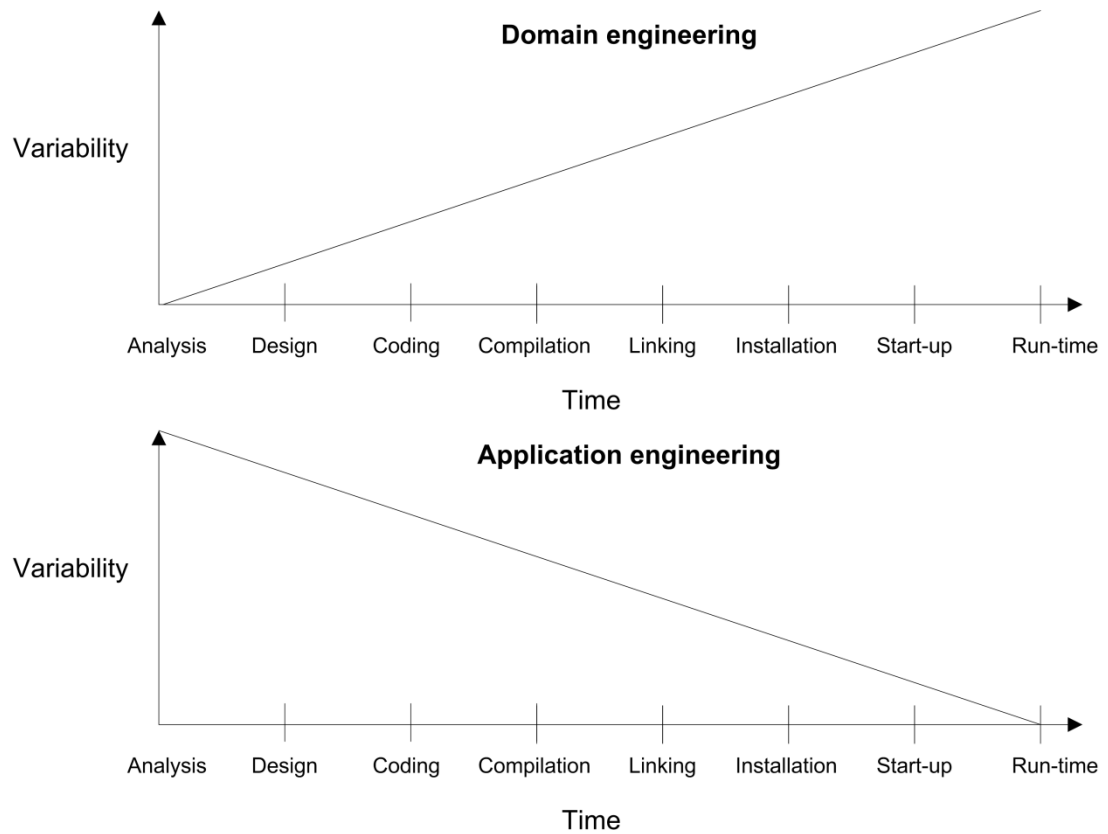 Domain engineering
Variability
Analysis Design Coding Compilation Linking Installation Start-up Run-time
Time
Application engineering
Variability
Analysis Design Coding Compilation Linking Installation Start-up Run-time
Time